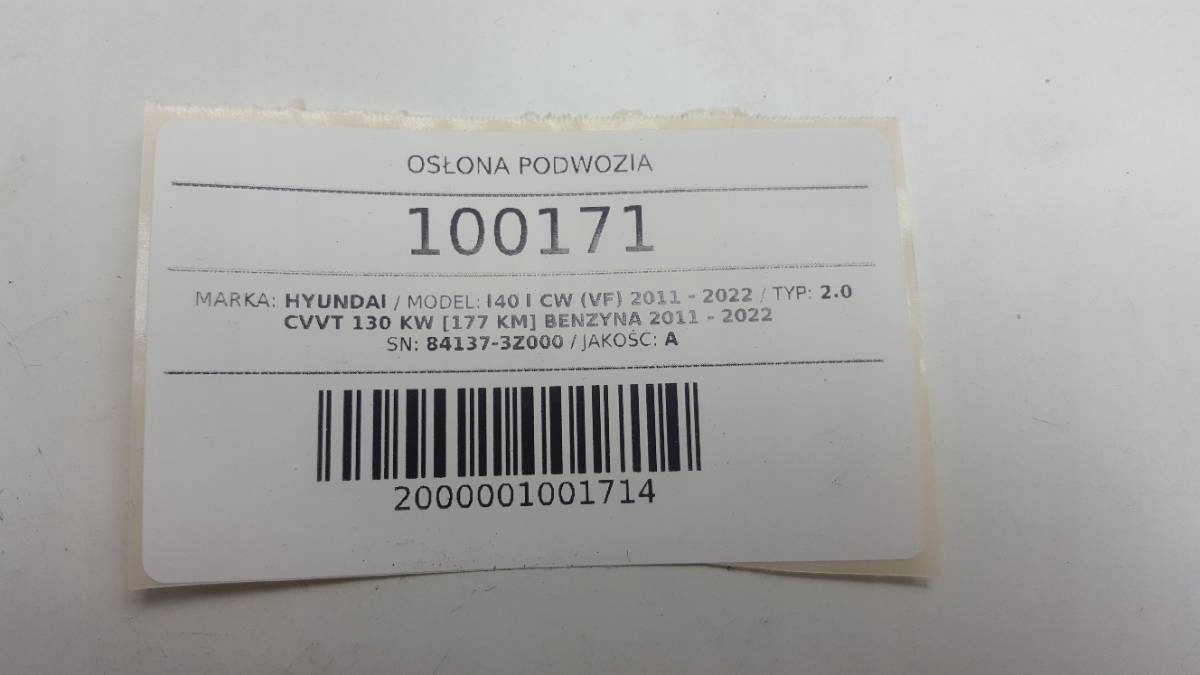 OSŁONA PODWOZIA
100171
MARKA: HYUNDAI / MODEL: I40 I CW (VF) 2011 - 2022 / TYP: 2.0
CVVT 130 KW [177 KM] BENZYNA 2011 - 2022
SN: 84137-3Z000 / JAKOŚC: A
2000001001714